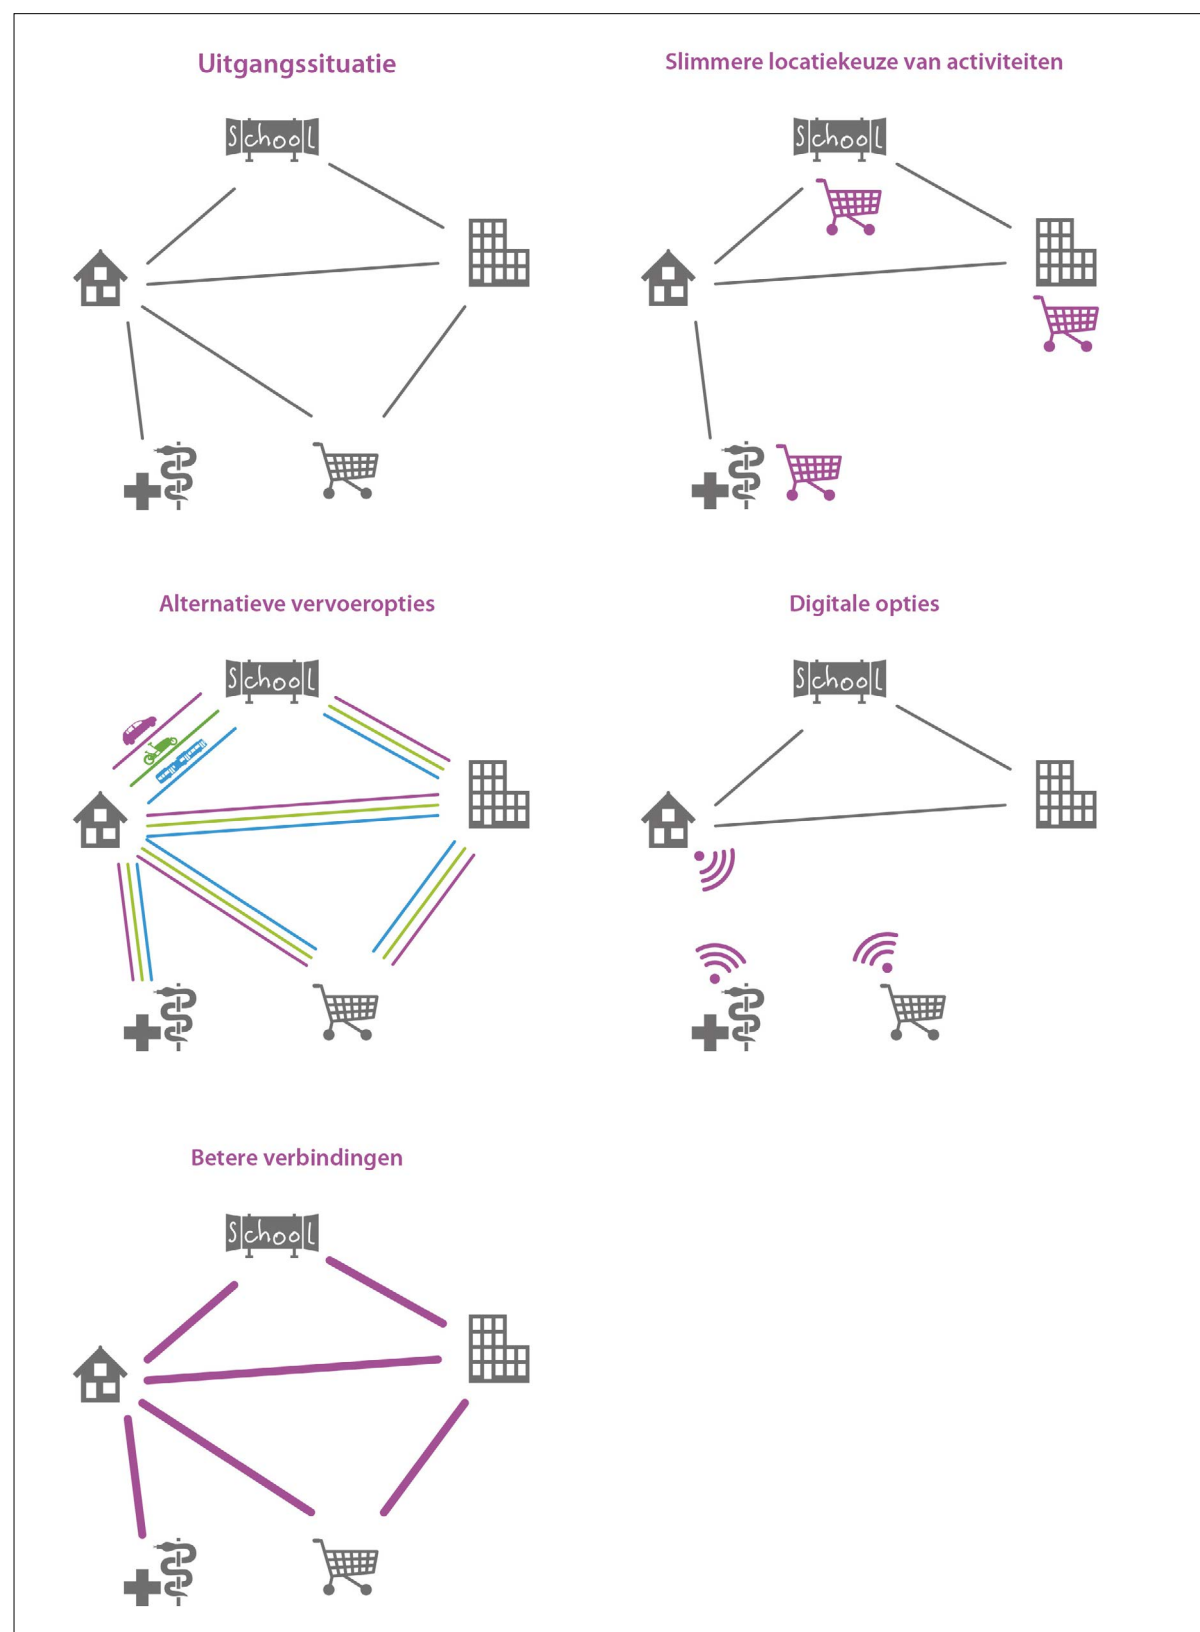 Uitgangssituatie
Slimmere locatiekeuze van activiteiten
School
School
Alternatieve vervoeropties
Digitale opties
School
School
Betere verbindingen
School